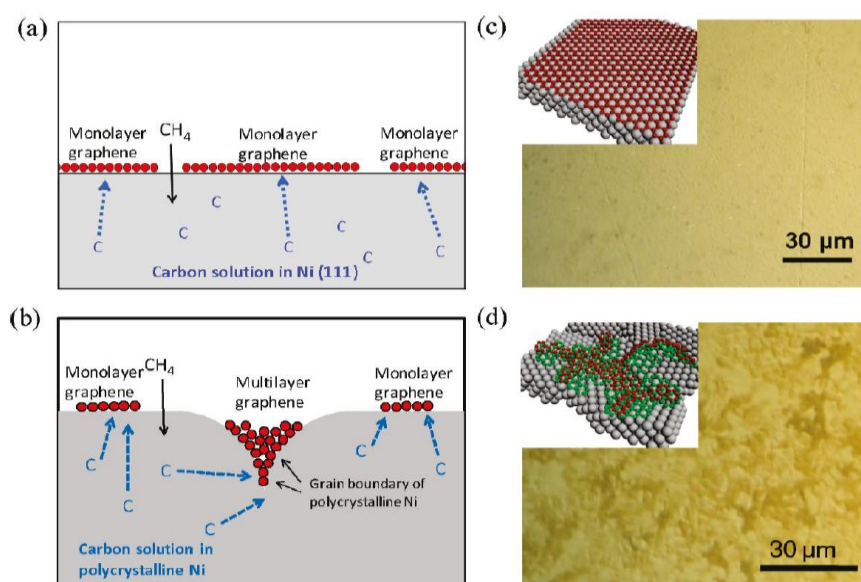 (a)
CH4
Monolayer
graphene
Monolayer
graphene
Monolayer
graphene
C
C
C
C
C
C
C
Carbon solution in Ni (111)
(b)
Monolayer
graphene
CH4
Multilayer
graphene
Monolayer
graphene
C
C
C
C
C
Grain boundary of
polycrystalline Ni
Carbon solution in
polycrystalline Ni
(c)
30 μm
(d)
30 μm